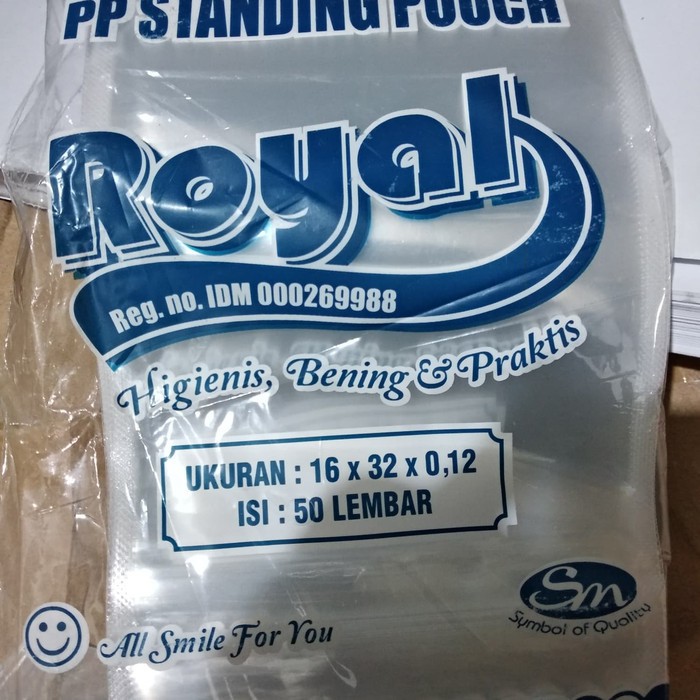 PP STANDING POUCH
Royal
Reg. no. IDM 000269988
Higienis, Bening & Praktis
UKURAN : 16 x 32 x 0,12
ISI : 50 LEMBAR
Sm
Symbol of Quality
All Smile For You